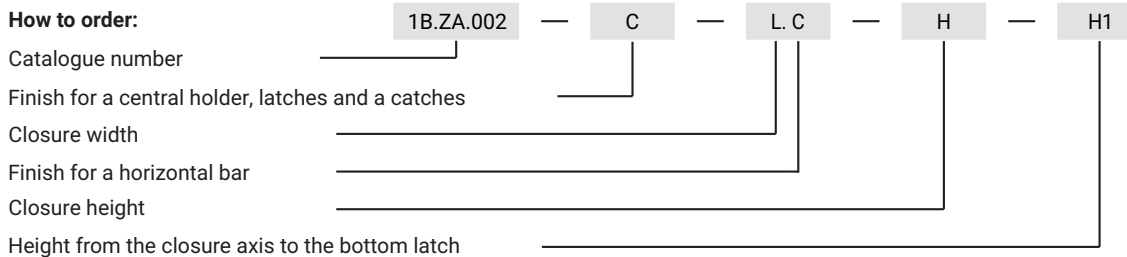 How to order: 1B.ZA.002 — C — L. C — H — H1
Catalogue number
Finish for a central holder, latches and a catches
Closure width
Finish for a horizontal bar
Closure height
Height from the closure axis to the bottom latch